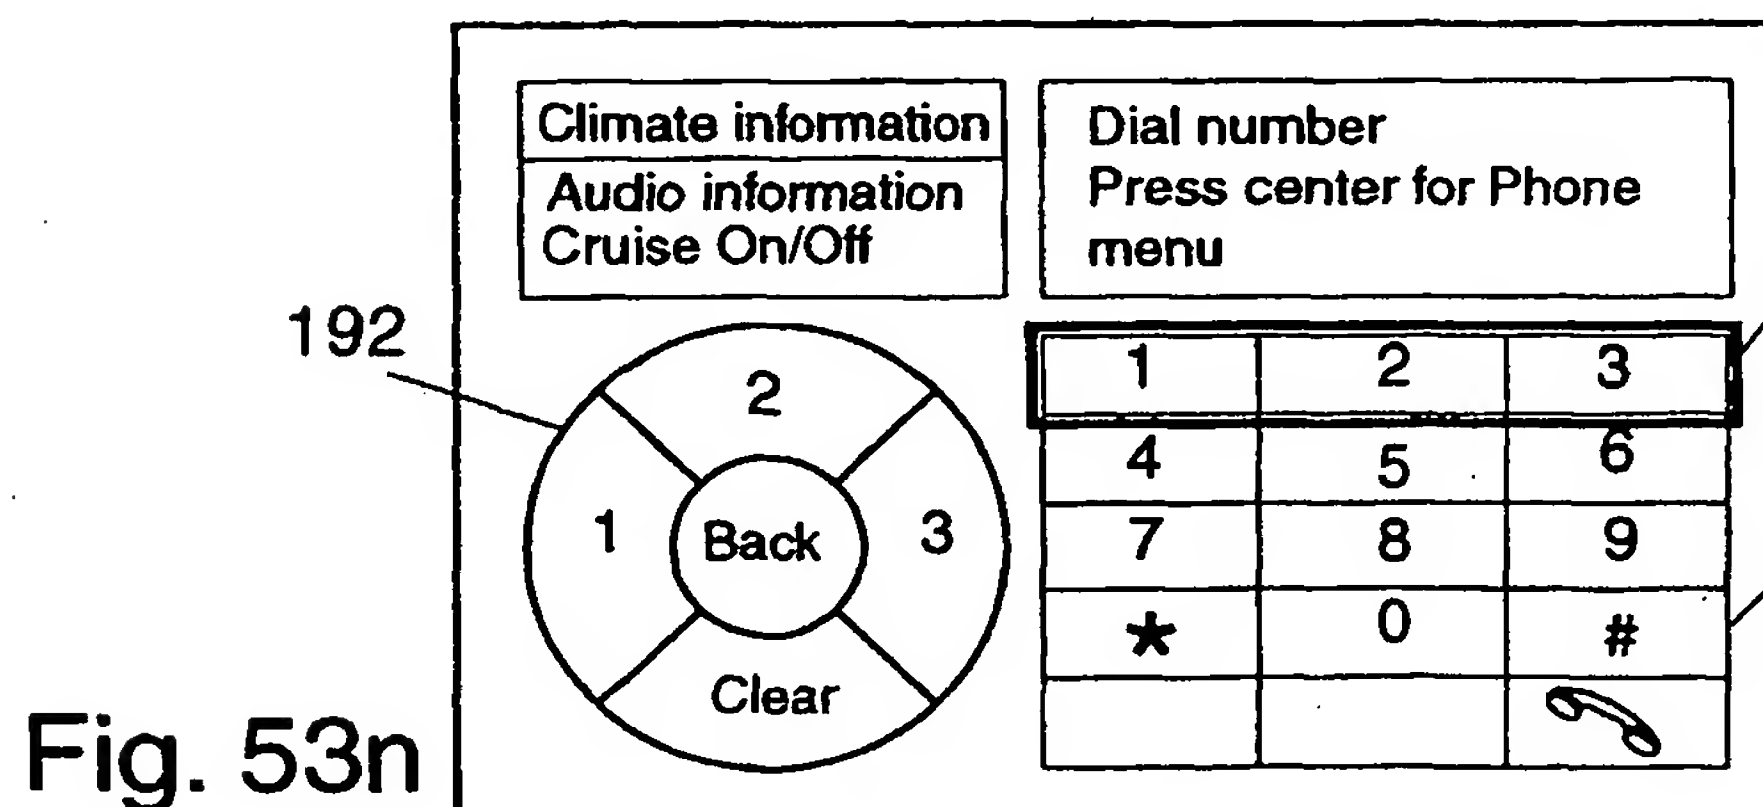 Climate information
Audio information
Cruise On/Off
Dial number
Press center for Phone
menu
192
2
1 Back 3
Clear
1 2 3
4 5 6
7 8 9
* 0 #
Fig. 53n